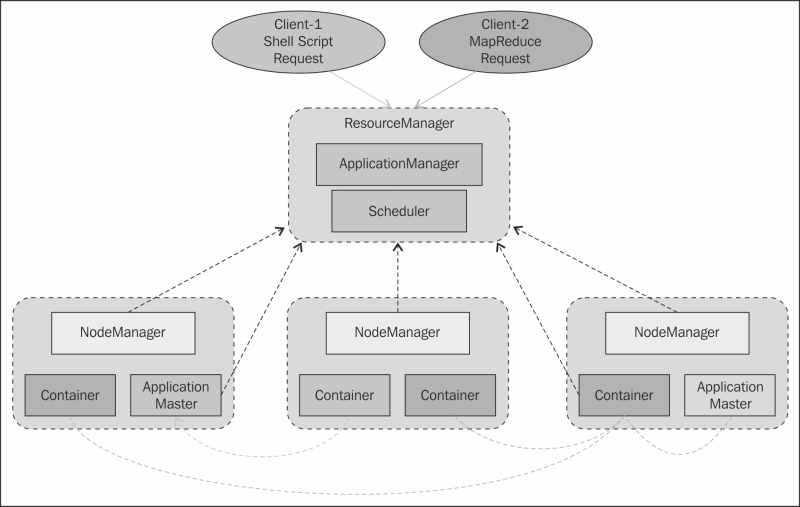 Client-1
Shell Script
Request
Client-2
MapReduce
Request
ResourceManager
ApplicationManager
Scheduler
NodeManager
Container
Application
Master
NodeManager
Container
Container
NodeManager
Container
Application
Master